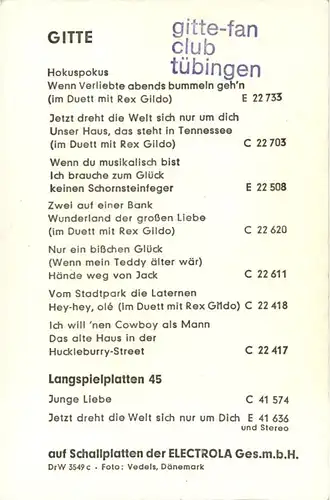 GITTE
gitte-fan
club
tübingen
Hokuspokus
Wenn Verliebte abends bummeln geh'n
(im Duett mit Rex Gildo) E 22 733
Jetzt dreht die Welt sich nur um dich
Unser Haus, das steht in Tennessee
(im Duett mit Rex Gildo) C 22 703
Wenn du musikalisch bist
Ich brauche zum Glück
keinen Schornsteinfeger E 22 508
Zwei auf einer Bank
Wunderland der großen Liebe
(im Duett mit Rex Gildo) C 22 620
Nur ein bißchen Glück
(Wenn mein Teddy älter wär)
Hände weg von Jack C 22 611
Vom Stadtpark die Laternen
Hey-hey, olé (im Duett mit Rex Gildo) C 22 418
Ich will 'nen Cowboy als Mann
Das alte Haus in der
Huckleburry-Street C 22 417
Langspielplatten 45
Junge Liebe C 41 574
Jetzt dreht die Welt sich nur um Dich E 41 636
und Stereo
auf Schallplatten der ELECTROLA Ges.m.b.H.
DrW 3549 c • Foto: Vedels, Dänemark